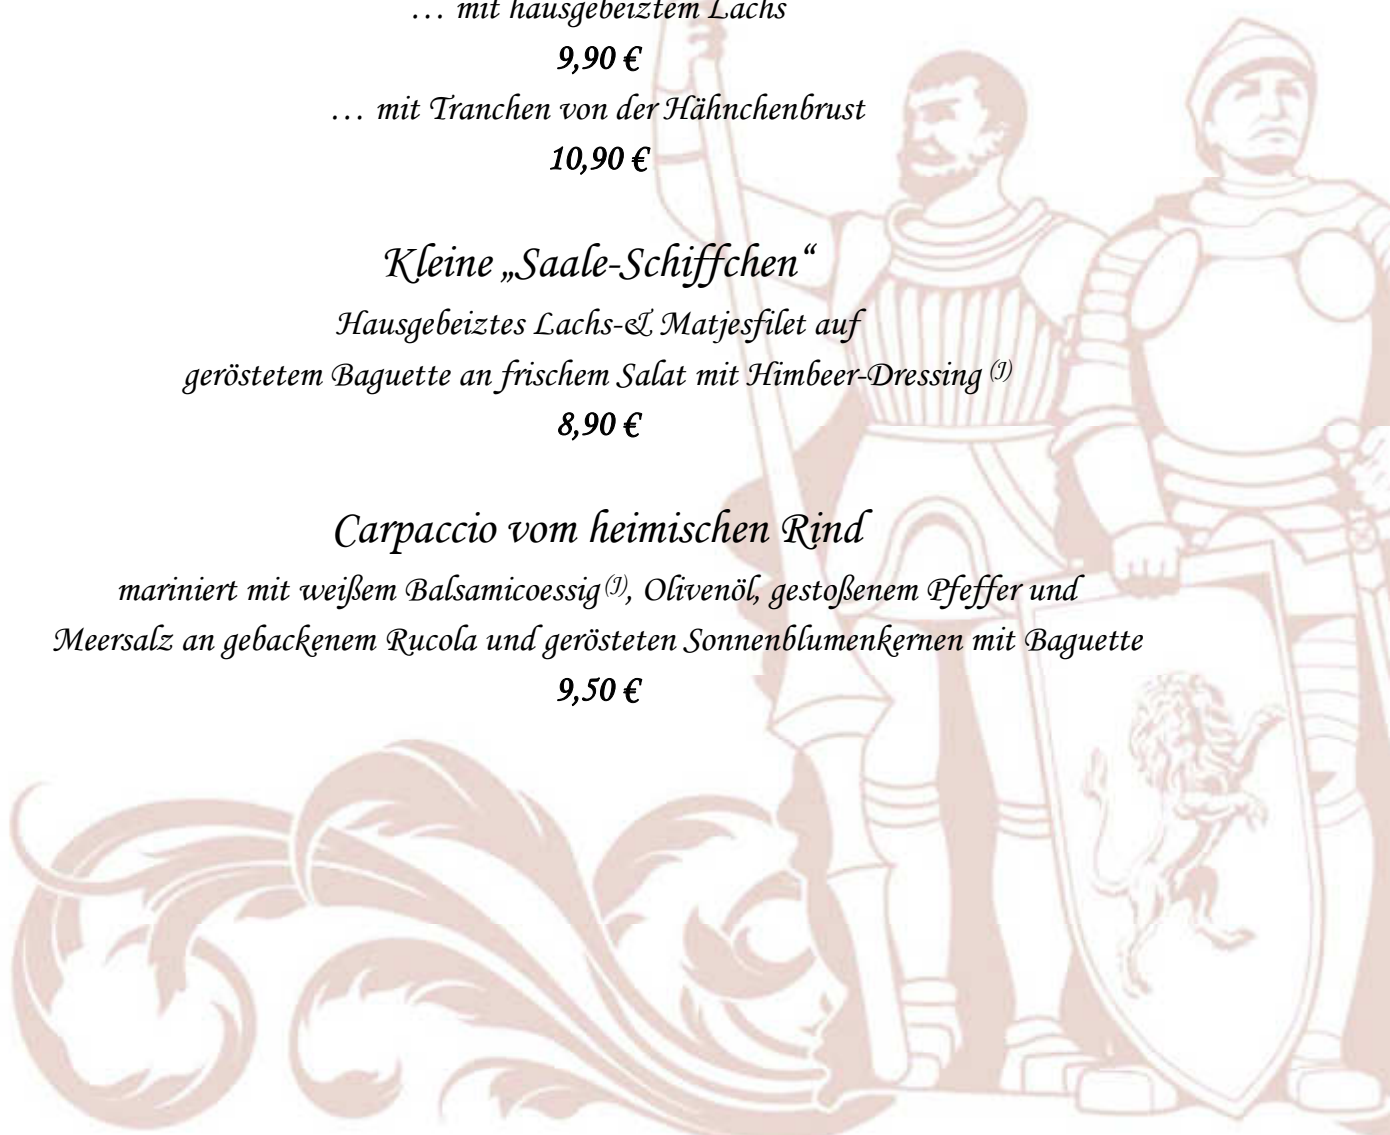 … mit hausgebeiztem Lachs
9,90 €
… mit Tranchen von der Hähnchenbrust
10,90 €
Kleine „Saale-Schiffchen“
Hausgebeiztes Lachs-& Matjesfilet auf
geröstetem Baguette an frischem Salat mit Himbeer-Dressing (J)
8,90 €
Carpaccio vom heimischen Rind
mariniert mit weißem Balsamicoessig (J), Olivenöl, gestoßenem Pfeffer und
Meersalz an gebackenem Rucola und gerösteten Sonnenblumenkernen mit Baguette
9,50 €